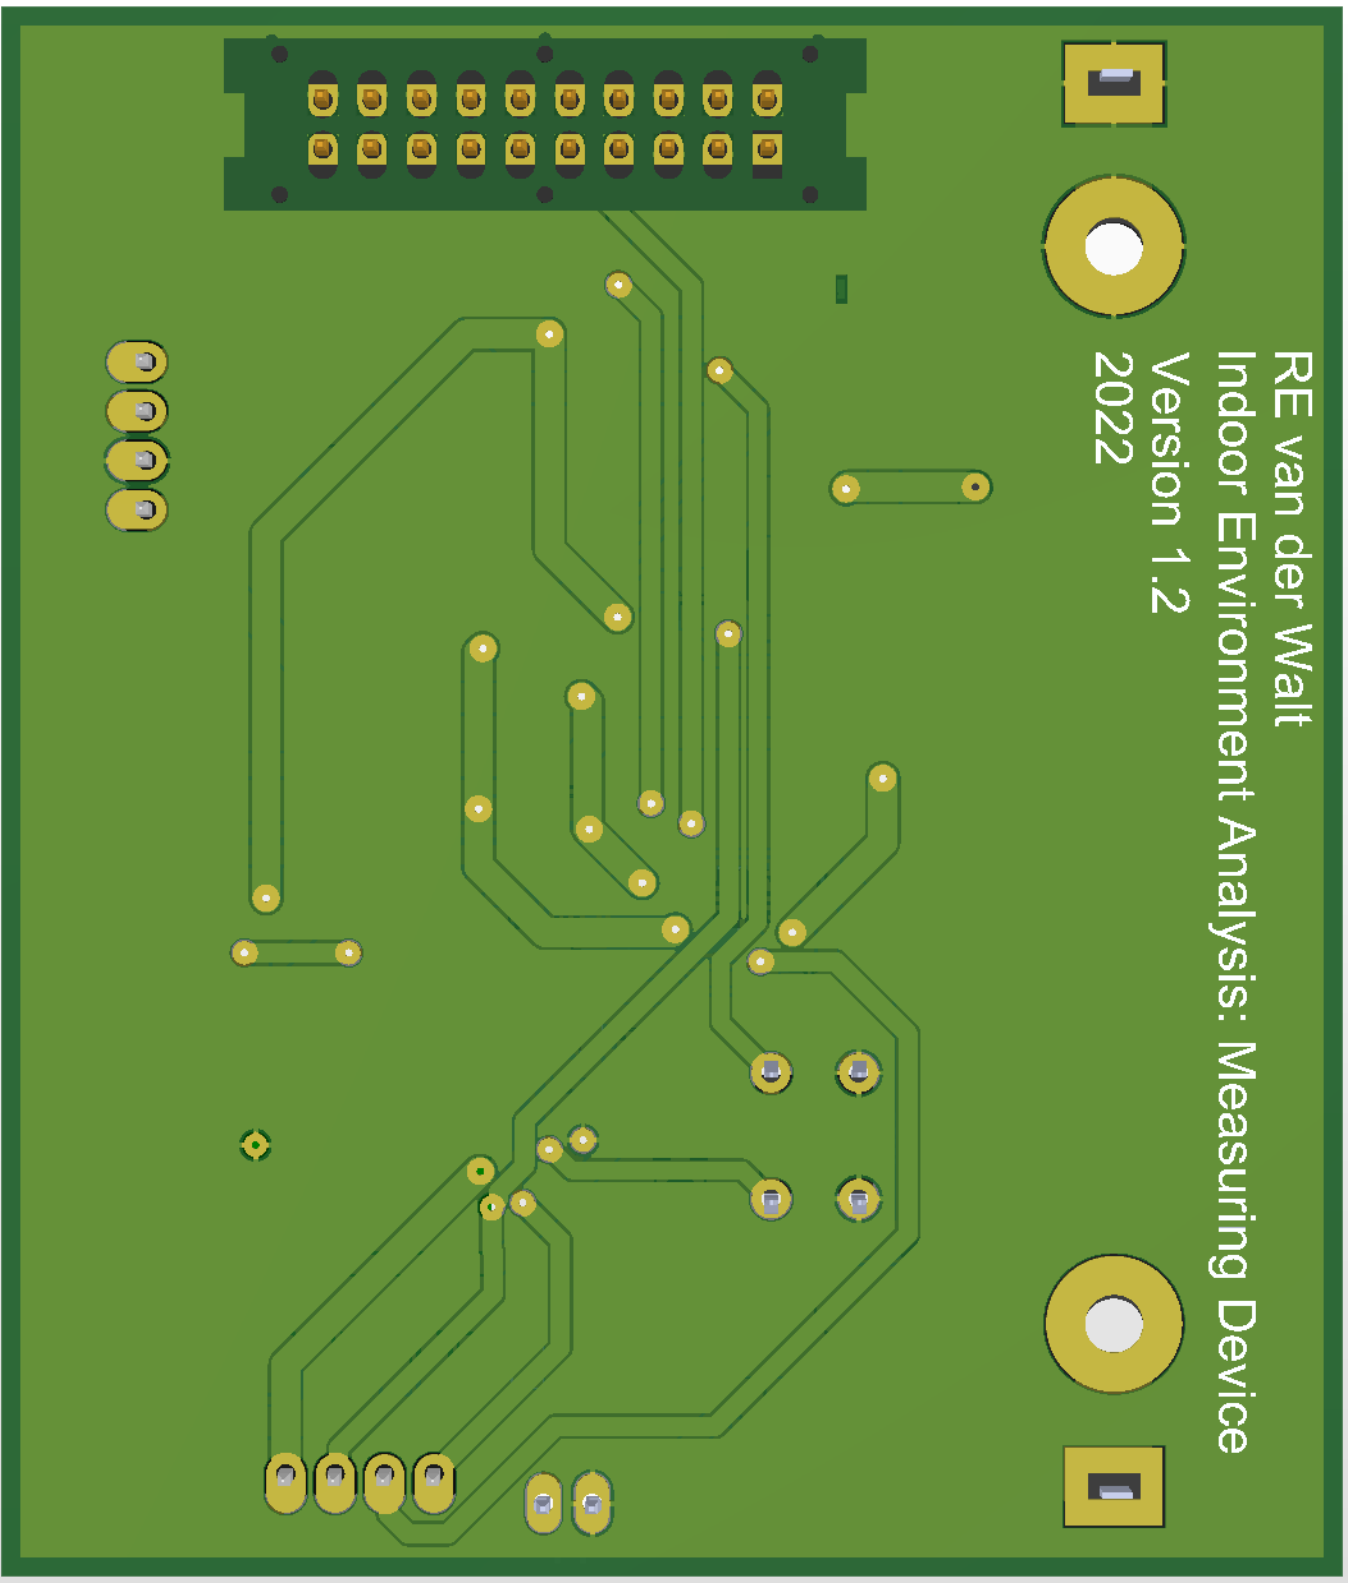 RE van der Walt
Indoor Environment Analysis: Measuring Device
Version 1.2
2022